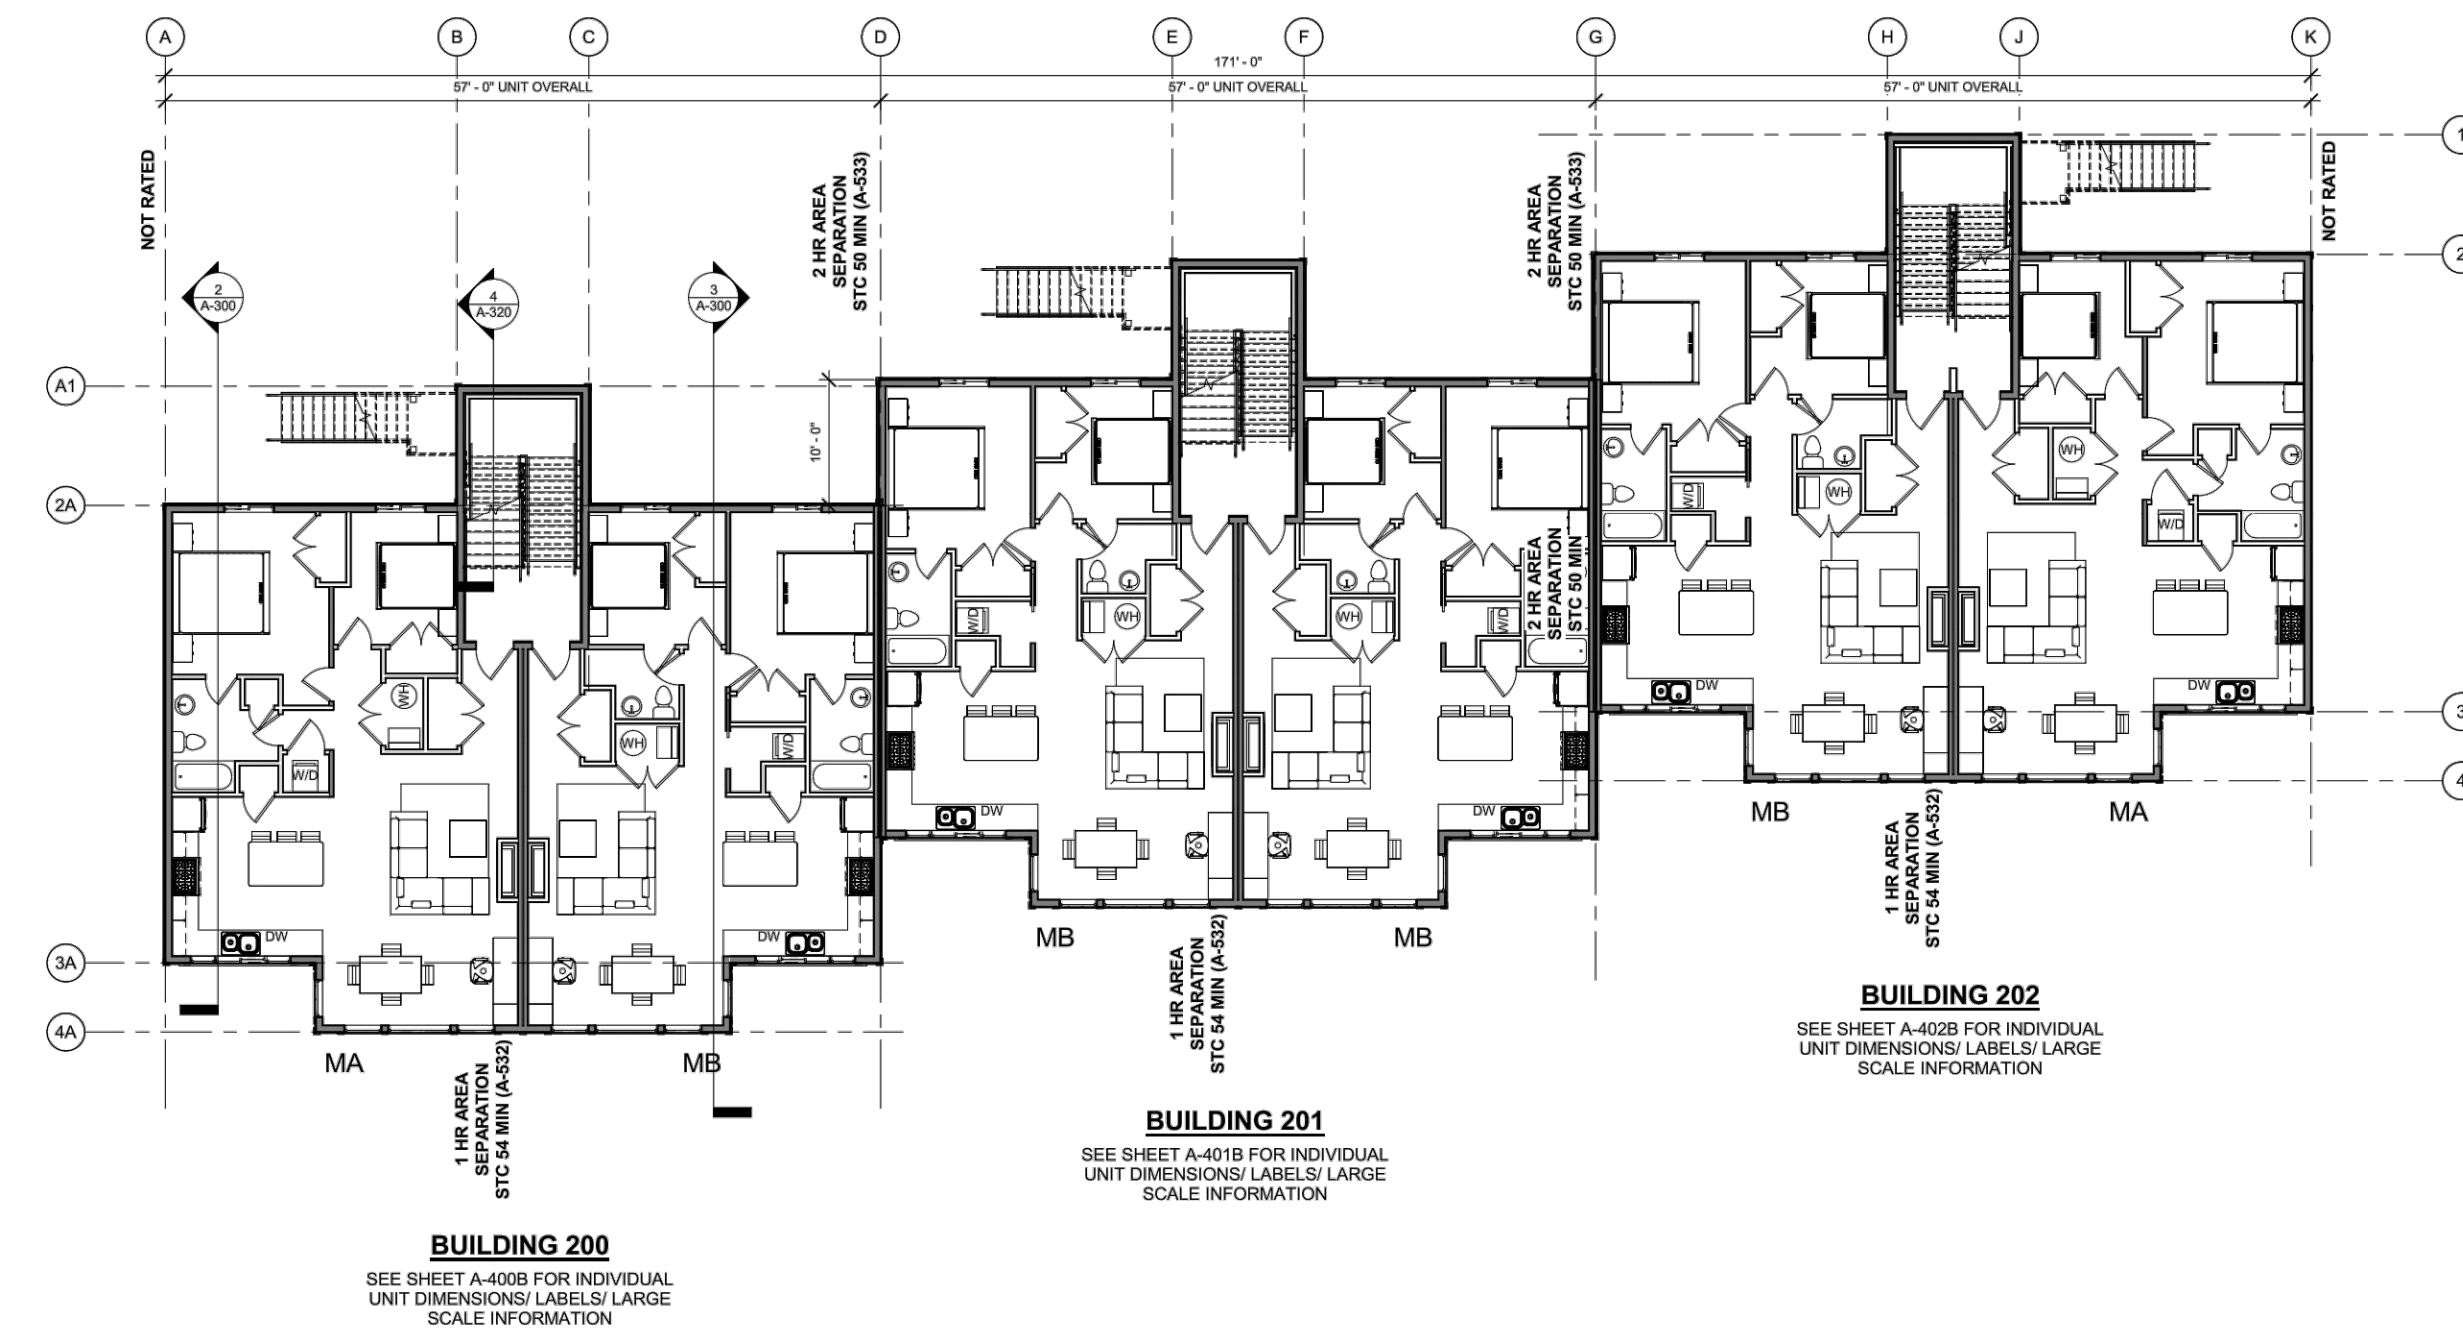 A
B
C
D
E
F
G
H
J
K
171' - 0"
57' - 0" UNIT OVERALL
57' - 0" UNIT OVERALL
57' - 0" UNIT OVERALL
NOT RATED
2 HR AREA
SEPARATION
STC 50 MIN (A-533)
2 HR AREA
SEPARATION
STC 50 MIN (A-533)
NOT RATED
1
2
2
A-300
4
A-320
3
A-300
A1
2A
10' - 0"
2 HR AREA
SEPARATION
STC 50 MIN
WH
WH
W/D
W/D
WH
WH
W/D
W/D
WH
WH
W/D
W/D
DW
DW
DW
DW
DW
DW
3
4
3A
4A
MB
MA
1 HR AREA
SEPARATION
STC 54 MIN (A-532)
MB
MB
1 HR AREA
SEPARATION
STC 54 MIN (A-532)
MA
MB
1 HR AREA
SEPARATION
STC 54 MIN (A-532)
BUILDING 202
SEE SHEET A-402B FOR INDIVIDUAL
UNIT DIMENSIONS/ LABELS/ LARGE
SCALE INFORMATION
BUILDING 201
SEE SHEET A-401B FOR INDIVIDUAL
UNIT DIMENSIONS/ LABELS/ LARGE
SCALE INFORMATION
BUILDING 200
SEE SHEET A-400B FOR INDIVIDUAL
UNIT DIMENSIONS/ LABELS/ LARGE
SCALE INFORMATION